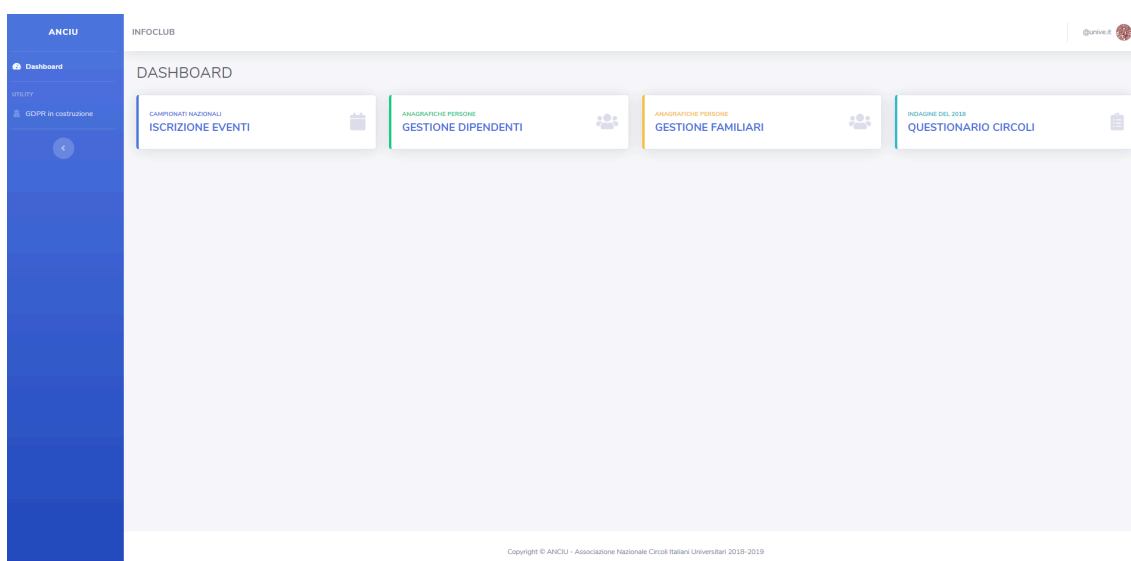 ANCIU
INFOCLUB
@unive.it
Dashboard
UTILITY
GDPR in costruzione
DASHBOARD
CAMPIONATI NAZIONALI
ISCRIZIONE EVENTI
ANAGRAFICHE PERSONE
GESTIONE DIPENDENTI
ANAGRAFICHE PERSONE
GESTIONE FAMILIARI
INDAGINE DEL 2018
QUESTIONARIO CIRCOLI
Copyright © ANCIU - Associazione Nazionale Circoli Italiani Universitari 2018-2019